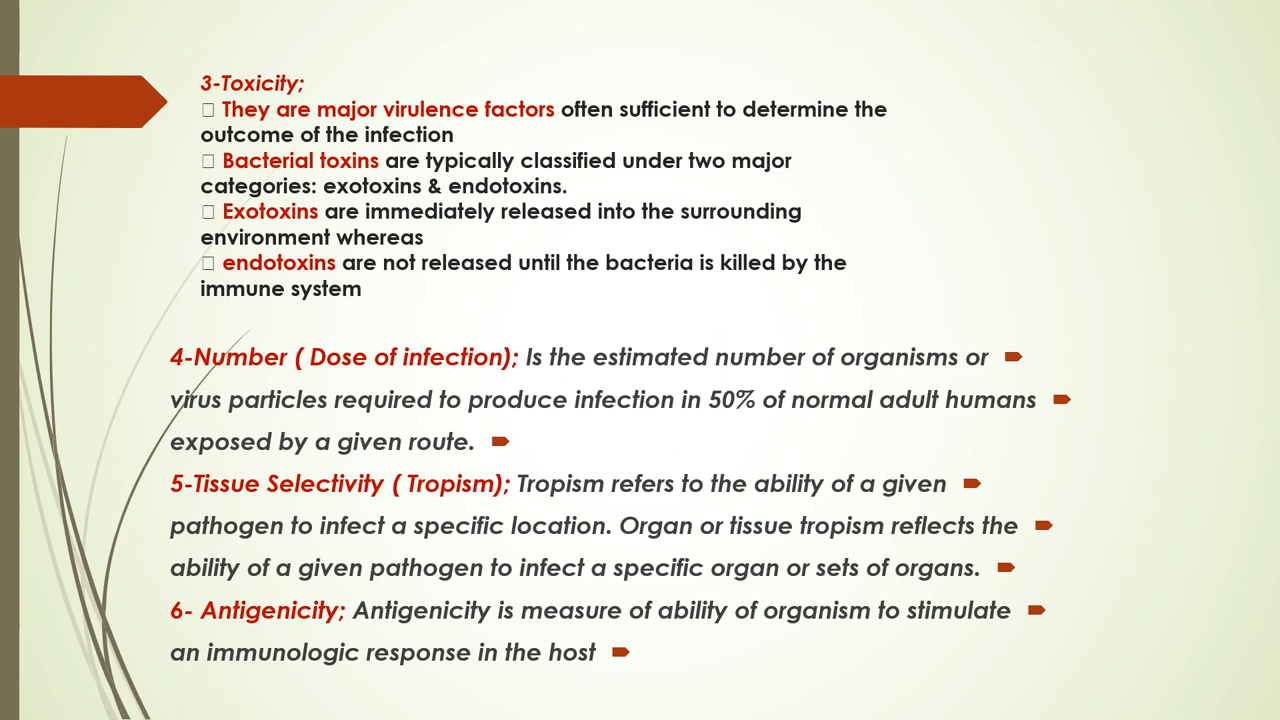 3-Toxicity;
□ They are major virulence factors often sufficient to determine the
outcome of the infection
□ Bacterial toxins are typically classified under two major
categories: exotoxins & endotoxins.
□ Exotoxins are immediately released into the surrounding
environment whereas
□ endotoxins are not released until the bacteria is killed by the
immune system
4-Number ( Dose of infection); Is the estimated number of organisms or
virus particles required to produce infection in 50% of normal adult humans
exposed by a given route.
5-Tissue Selectivity ( Tropism); Tropism refers to the ability of a given
pathogen to infect a specific location. Organ or tissue tropism reflects the
ability of a given pathogen to infect a specific organ or sets of organs.
6- Antigenicity; Antigenicity is measure of ability of organism to stimulate
an immunologic response in the host